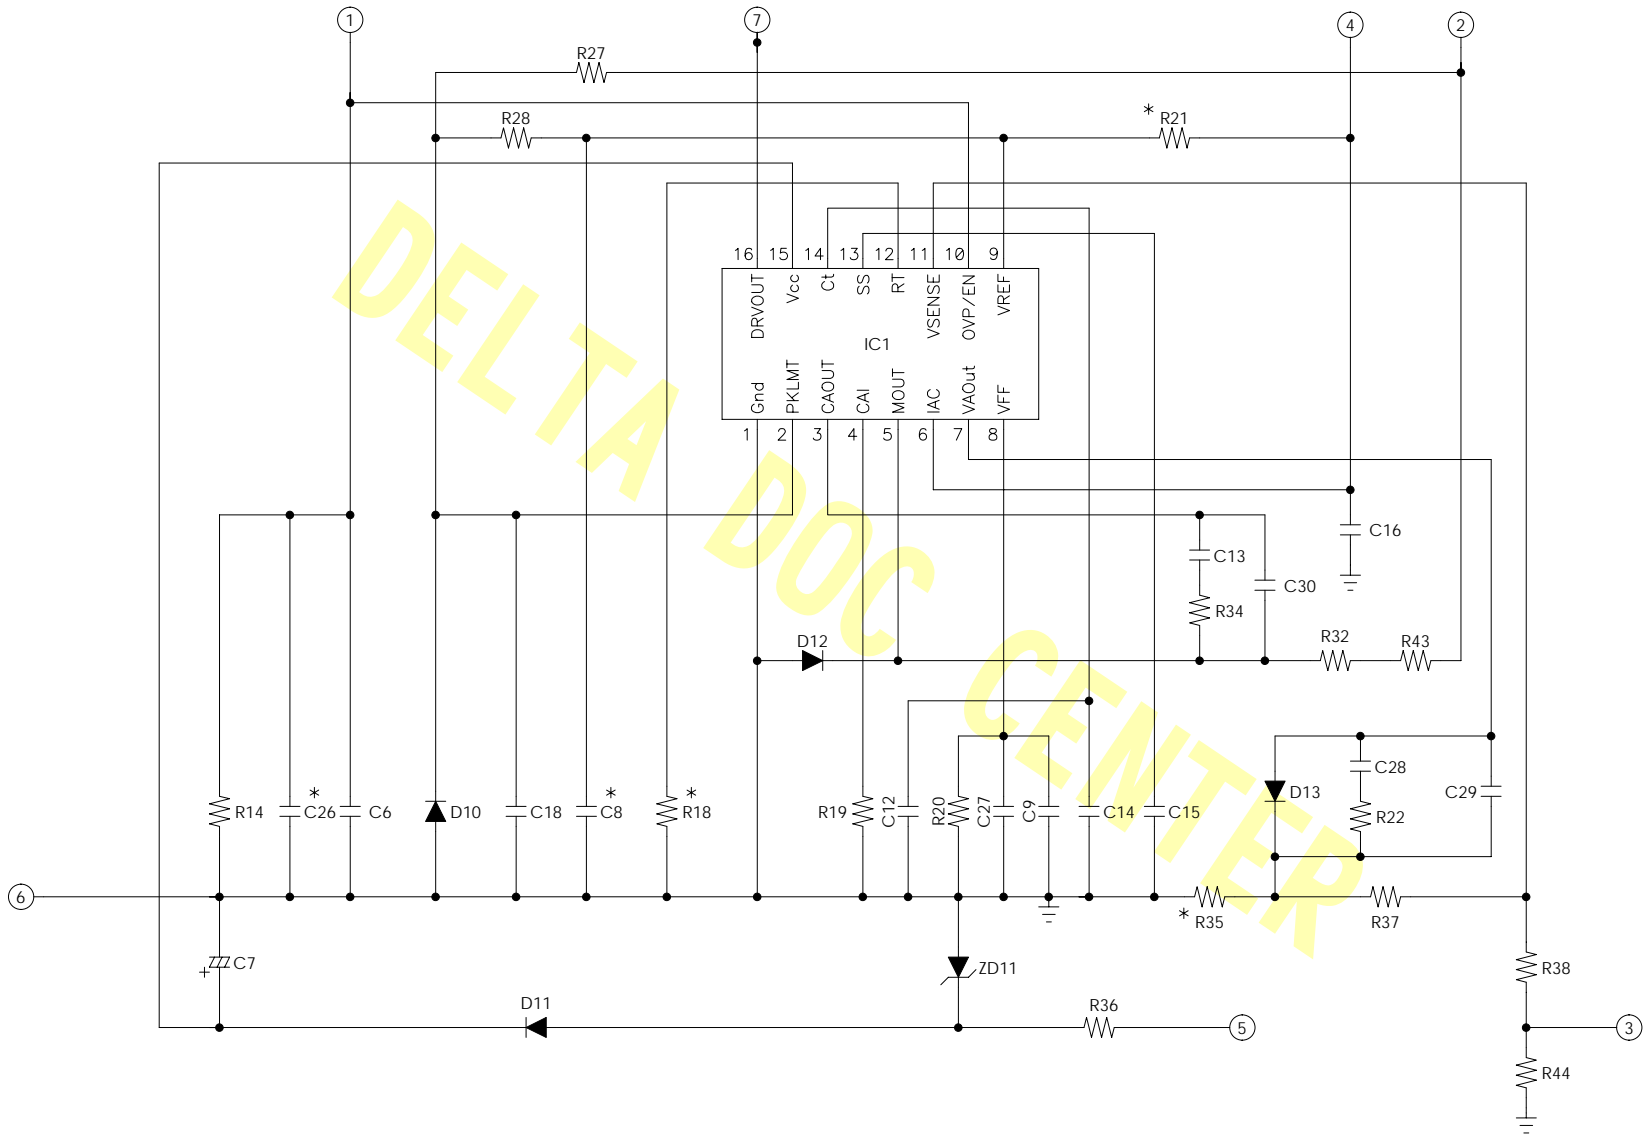 1
7
4
2
R27
* R21
R28
16 15 14 13 12 11 10 9
DRVOUT Vcc Ct SS RT VSENSE OVP/EN VREF
IC1
Gnd PKLMT CAOUT CAI MOUT IAC VAOut VFF
1 2 3 4 5 6 7 8
C16
C13
C30
R34
D12
R32
R43
C28
D13
C29
R22
R14
C26 *
C6
D10
C18
C8 *
R18 *
R19
C12
R20
C27
C9
C14
C15
6
* R35
R37
+ C7
ZD11
R38
D11
R36
5
3
R44
DELTA DOC CENTER